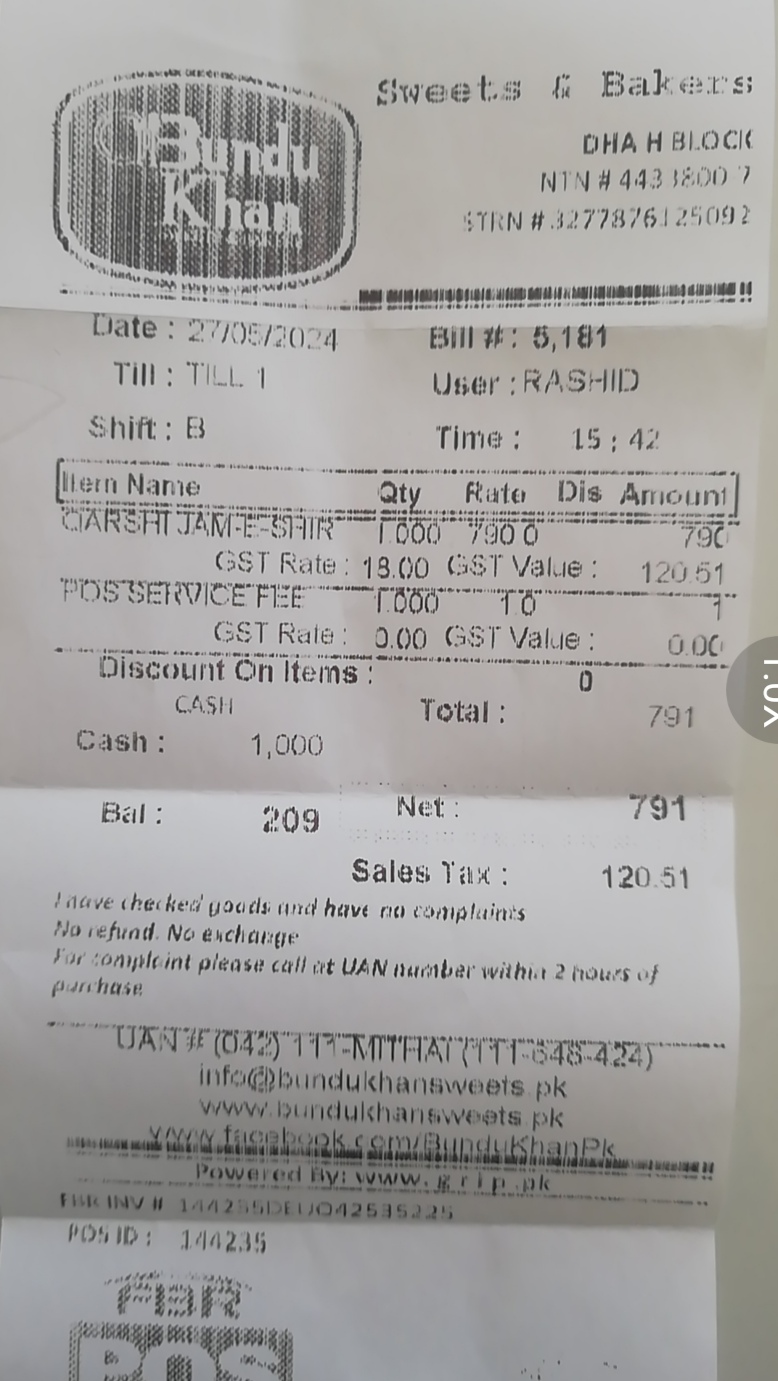 Bundu
Khan
Sweets & Bakers
DHA H BLOCK
NTN #
STRN # 3277876125092
Date : 27/05/2024 Bill #: 5,181
Till : TILL 1 User : RASHID
Shift : B Time : 15 : 42
Item Name Qty Rate Dis Amount
QARSHI JAM-E-SHIR 1.000 790.0 790
GST Rate : 18.00 GST Value : 120.51
POS SERVICE FEE 1.000 1.0 1
GST Rate : 0.00 GST Value : 0.00
Discount On Items : 0
CASH Total : 791
Cash : 1,000
Bal : 209 Net : 791
Sales Tax : 120.51
I have checked goods and have no complaints
No refund. No exchange
For complaint please call at UAN number within 2 hours of
purchase
UAN # (042) 111-MITHAI (111-648-424)
info@bundukhansweets.pk
www.bundukhansweets.pk
www.facebook.com/BunduKhanPk
Powered By: www.grip.pk
FBR INV #
POS ID : 144235
FBR
POS
1.0x